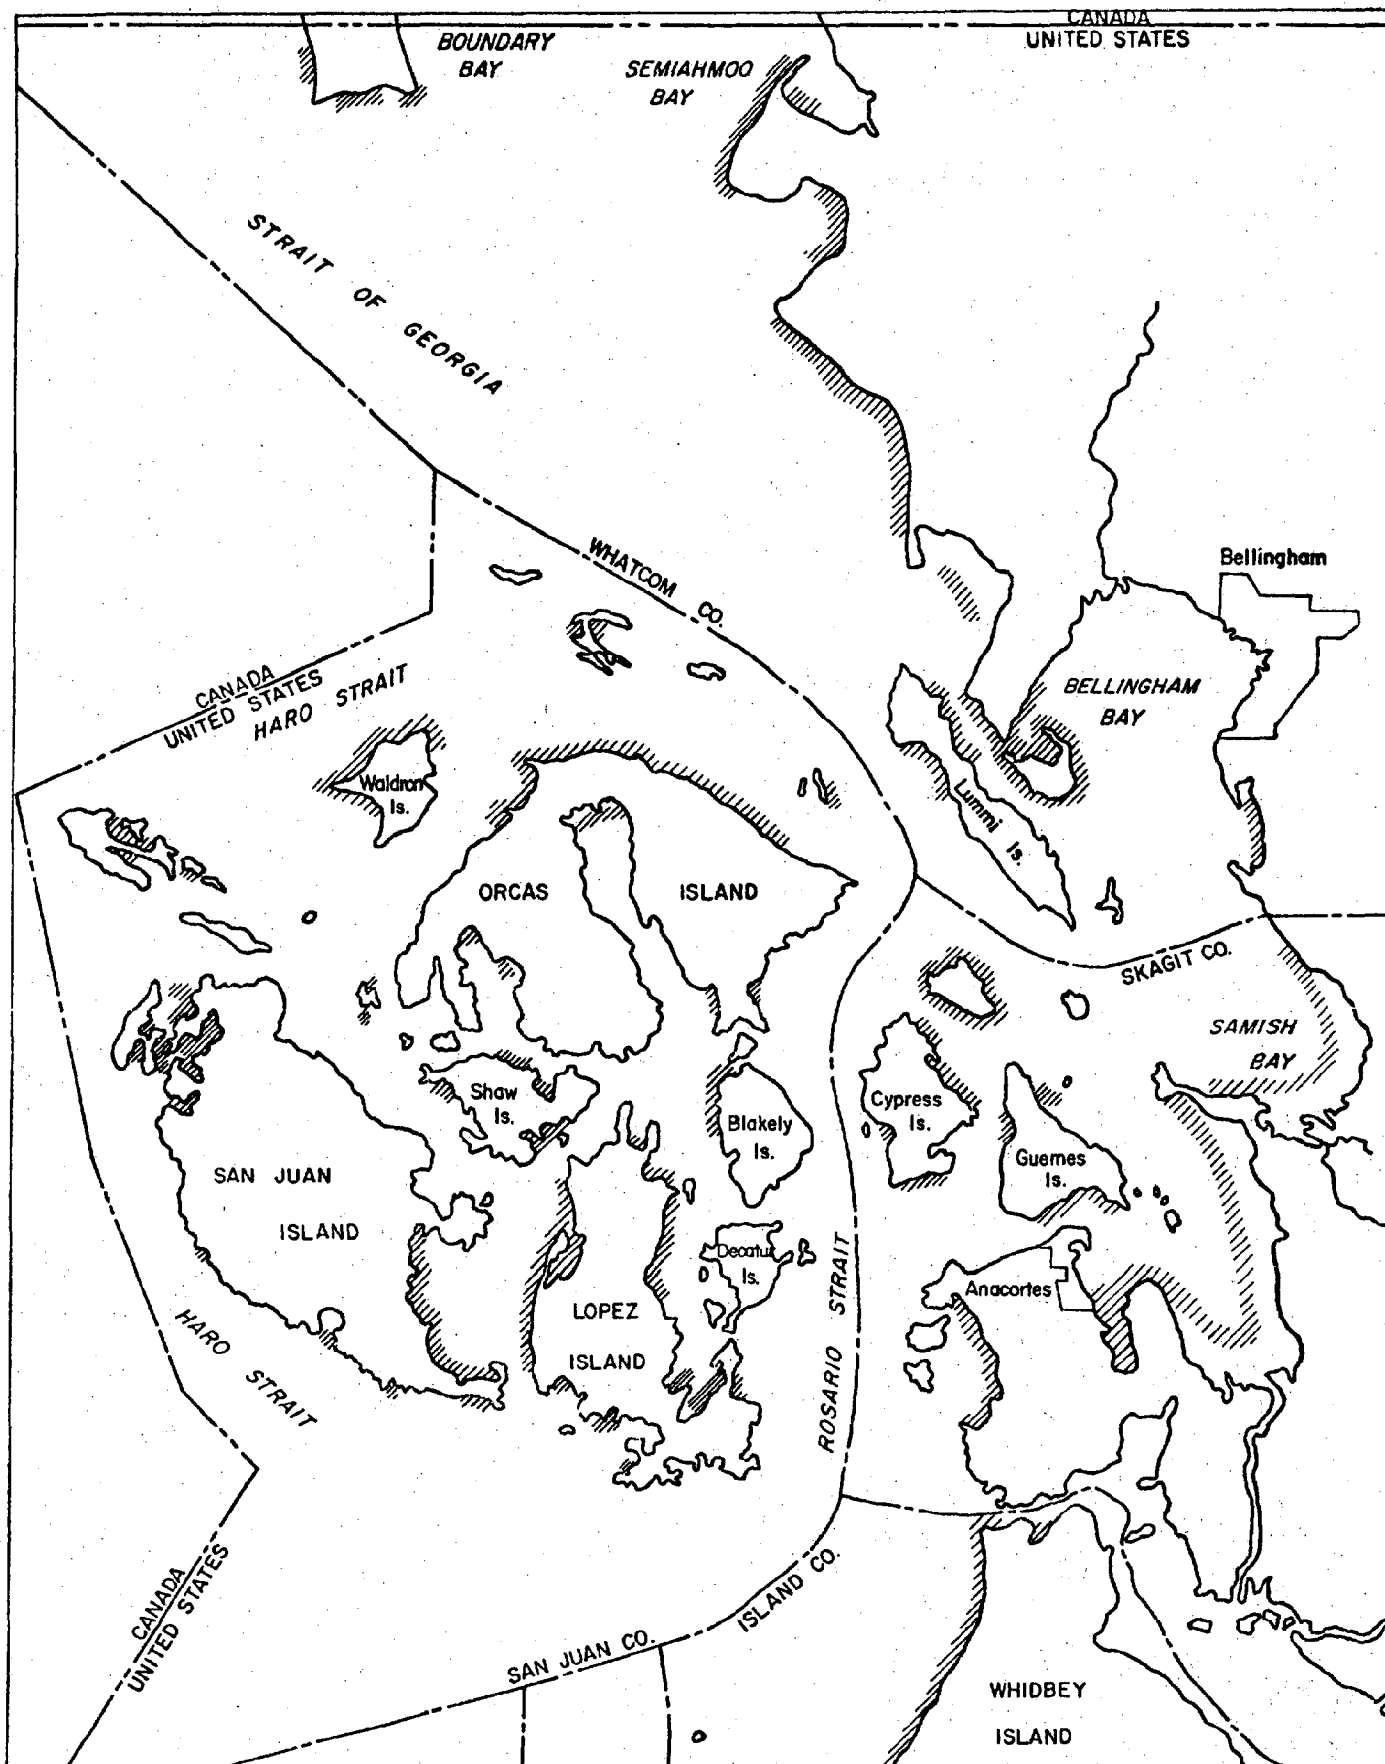 CANADA
UNITED STATES
BOUNDARY
BAY
SEMIAHMOO
BAY
STRAIT OF GEORGIA
WHATCOM CO.
Bellingham
CANADA
UNITED STATES
HARO STRAIT
BELLINGHAM
BAY
Waldron
Is.
Lummi Is.
ORCAS ISLAND
SKAGIT CO.
SAMISH
BAY
Shaw
Is.
Cypress
Is.
Blakely
Is.
Guemes
Is.
SAN JUAN
ISLAND
Decatur
Is.
Anacortes
LOPEZ
ISLAND
HARO STRAIT
ROSARIO STRAIT
CANADA
UNITED STATES
ISLAND CO.
SAN JUAN CO.
WHIDBEY
ISLAND